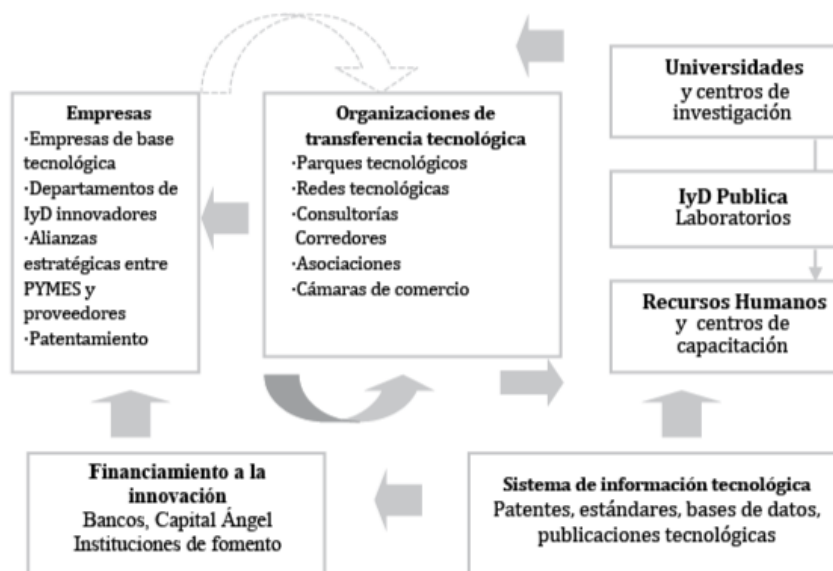 Empresas
·Empresas de base
tecnológica
·Departamentos de
IyD innovadores
·Alianzas
estratégicas entre
PYMES y
proveedores
·Patentamiento
Organizaciones de
transferencia tecnológica
·Parques tecnológicos
·Redes tecnológicas
·Consultorías
Corredores
·Asociaciones
·Cámaras de comercio
Universidades
y centros de
investigación
IyD Publica
Laboratorios
Recursos Humanos
y centros de
capacitación
Financiamiento a la
innovación
Bancos, Capital Ángel
Instituciones de fomento
Sistema de información tecnológica
Patentes, estándares, bases de datos,
publicaciones tecnológicas